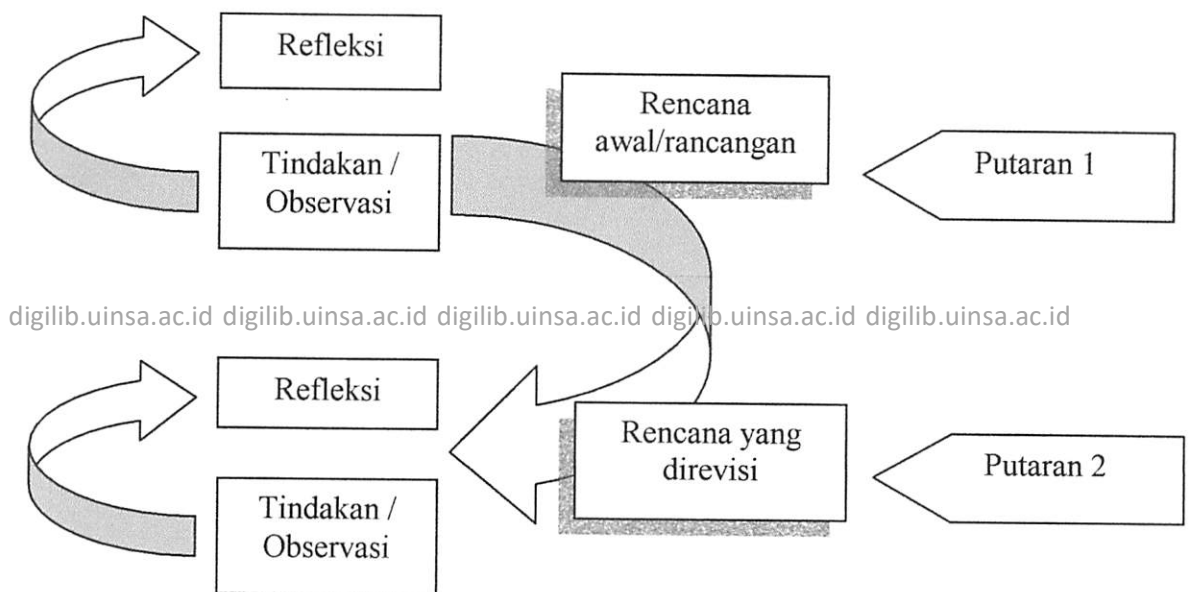 Refleksi
Rencana
awal/rancangan
Putaran 1
Tindakan /
Observasi
digilib.uinsa.ac.id digilib.uinsa.ac.id digilib.uinsa.ac.id digilib.uinsa.ac.id digilib.uinsa.ac.id
Refleksi
Rencana yang
direvisi
Putaran 2
Tindakan /
Observasi